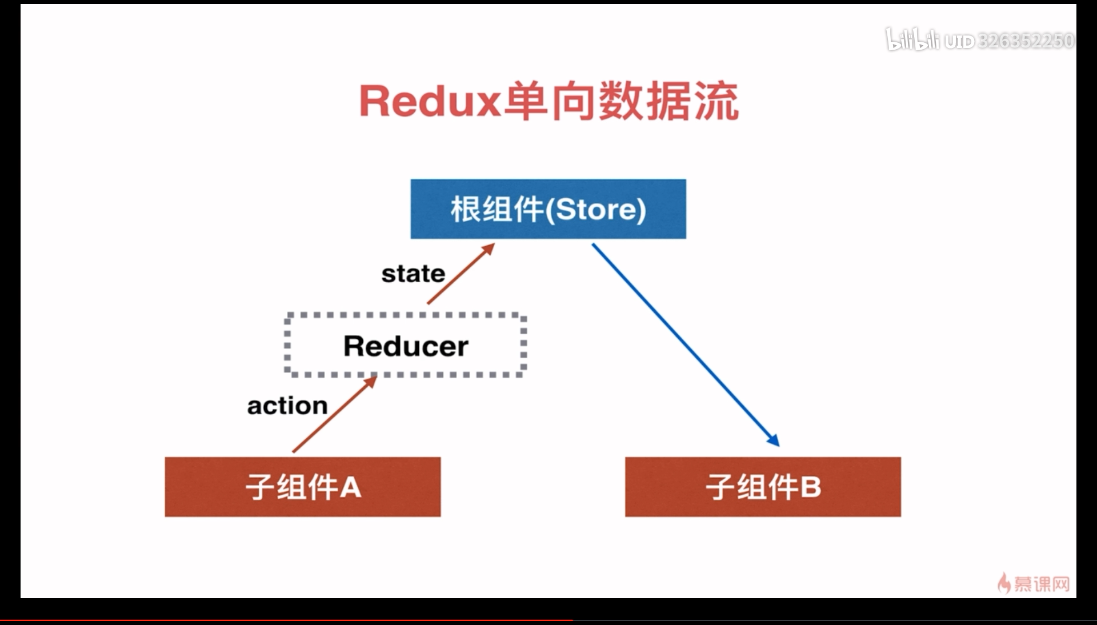 bilibili UID 326352250
Redux单向数据流
根组件(Store)
state
Reducer
action
子组件A
子组件B
慕课网